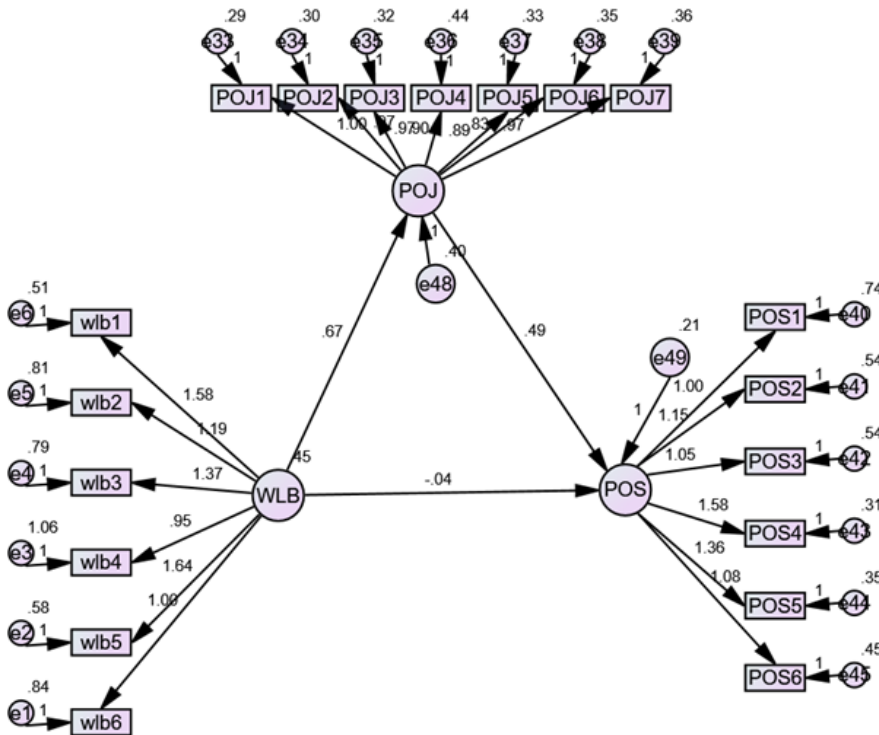 .29 .30 .32 .44 .33 .35 .36
e33 e34 e35 e36 e37 e38 e39
1 1 1 1 1 1 1
POJ1 POJ2 POJ3 POJ4 POJ5 POJ6 POJ7
1.00 .97 .97 .90 .89 .83 .97
POJ
1
.40
e48
.67
.49
.51
e6 1 wlb1
.81
e5 1 wlb2
.79
e4 1 wlb3
1.06
e3 1 wlb4
.58
e2 1 wlb5
.84
e1 1 wlb6
1.58
1.19
1.37
.95
1.64
1.00
.45
WLB
-.04
.21
e49
1
POS
1.00
1.15
1.05
1.58
1.36
1.08
.74
POS1 1 e40
.54
POS2 1 e41
.54
POS3 1 e42
.31
POS4 1 e43
.35
POS5 1 e44
.45
POS6 1 e45